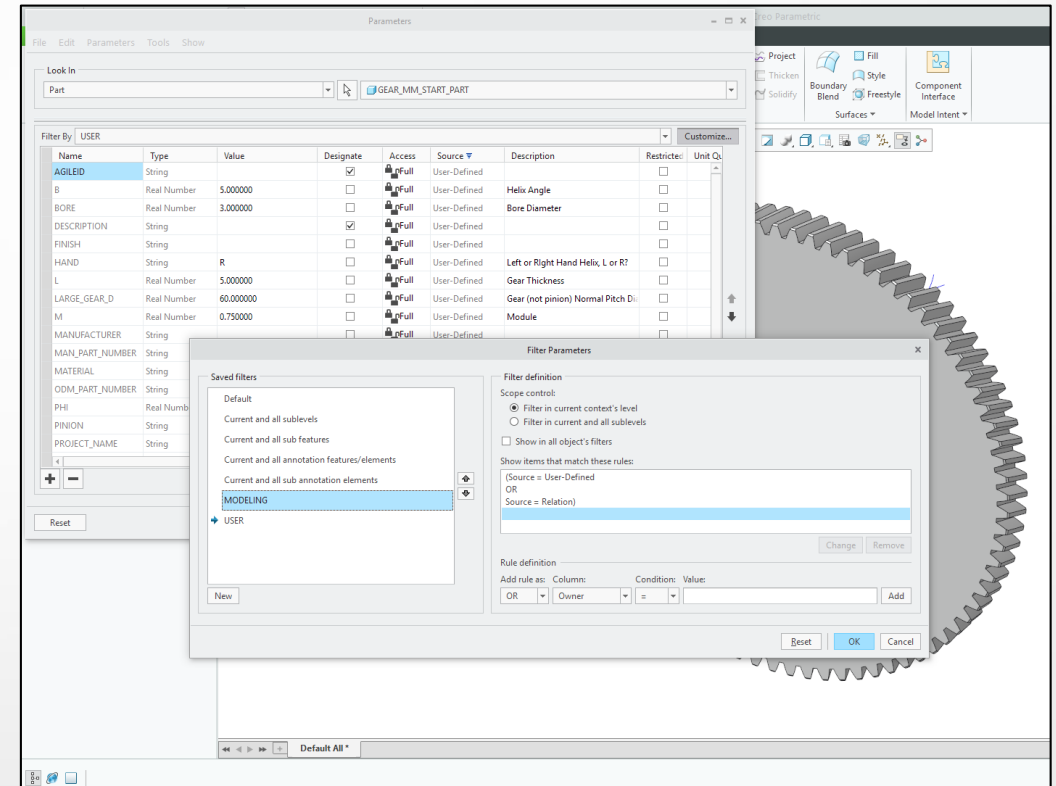 Parameters
reo Parametric
File Edit Parameters Tools Show
Look In
Part
GEAR_MM_START_PART
Project
Thicken
Solidify
Boundary Blend
Fill
Style
Freestyle
Surfaces
Component Interface
Model Intent
Filter By USER
Customize...
Name Type Value Designate Access Source Description Restricted Unit Qu
AGILEID String Full User-Defined
B Real Number 5.000000 Full User-Defined Helix Angle
BORE Real Number 3.000000 Full User-Defined Bore Diameter
DESCRIPTION String Full User-Defined
FINISH String Full User-Defined
HAND String R Full User-Defined Left or RIght Hand Helix, L or R?
L Real Number 5.000000 Full User-Defined Gear Thickness
LARGE_GEAR_D Real Number 60.000000 Full User-Defined Gear (not pinion) Normal Pitch Di
M Real Number 0.750000 Full User-Defined Module
MANUFACTURER String Full User-Defined
MAN_PART_NUMBER String
MATERIAL String
ODM_PART_NUMBER String
PHI Real Numb
PINION String
PROJECT_NAME String
Reset
Filter Parameters
Saved filters
Default
Current and all sublevels
Current and all sub features
Current and all annotation features/elements
Current and all sub annotation elements
MODELING
USER
New
Filter definition
Scope control:
Filter in current context's level
Filter in current and all sublevels
Show in all object's filters
Show items that match these rules:
(Source = User-Defined
OR
Source = Relation)
Change Remove
Rule definition
Add rule as: Column: Condition: Value:
OR Owner = Add
Reset OK Cancel
Default All *